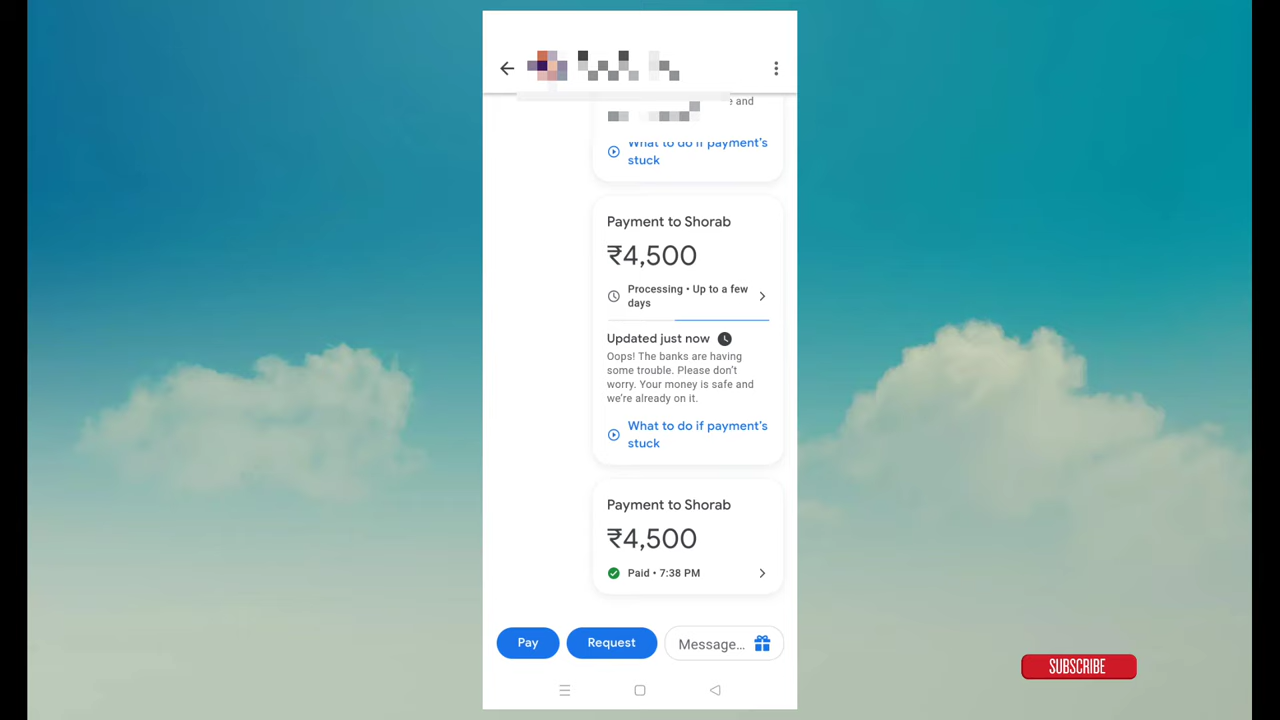 e and
What to do if payment's
stuck
Payment to Shorab
₹4,500
Processing • Up to a few
days
Updated just now
Oops! The banks are having
some trouble. Please don't
worry. Your money is safe and
we're already on it.
What to do if payment's
stuck
Payment to Shorab
₹4,500
Paid • 7:38 PM
Pay
Request
Message...
SUBSCRIBE